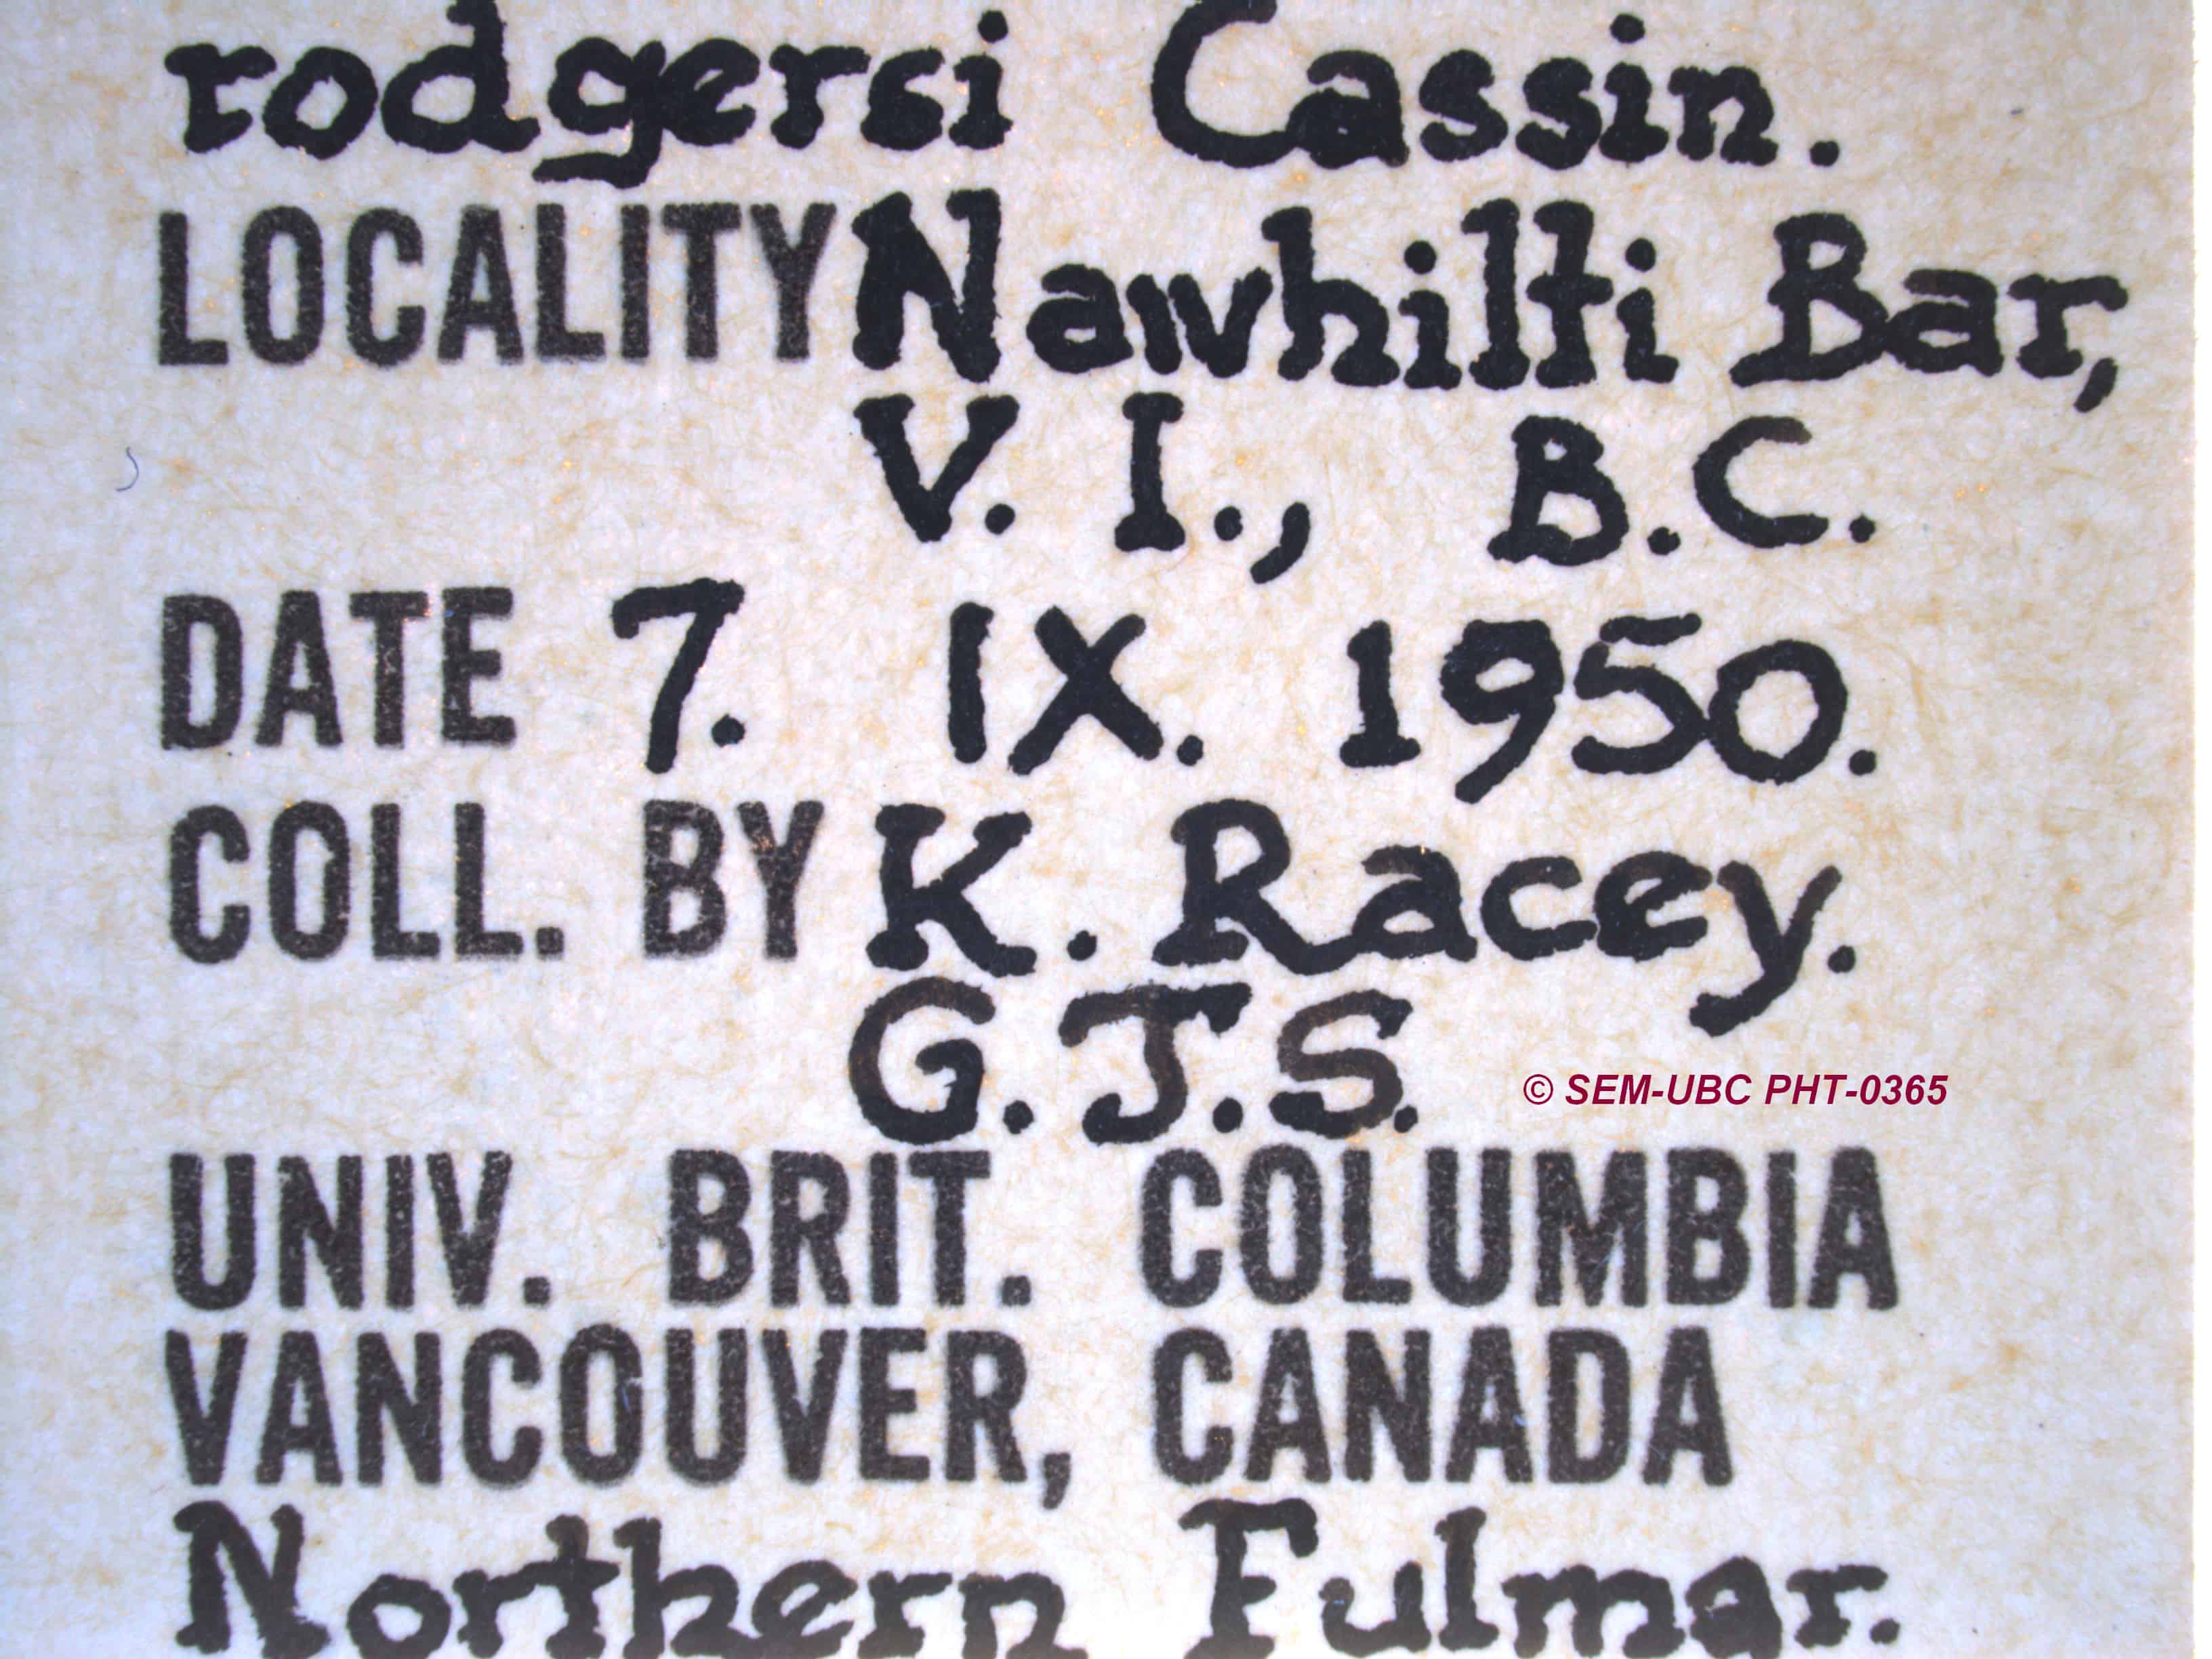 rodgersi Cassin.
LOCALITY Nawhilti Bar,
V. I., B.C.
DATE 7. IX. 1950.
COLL. BY K. Racey.
G.J.S.
© SEM-UBC PHT-0365
UNIV. BRIT. COLUMBIA
VANCOUVER, CANADA
Northern Fulmar.